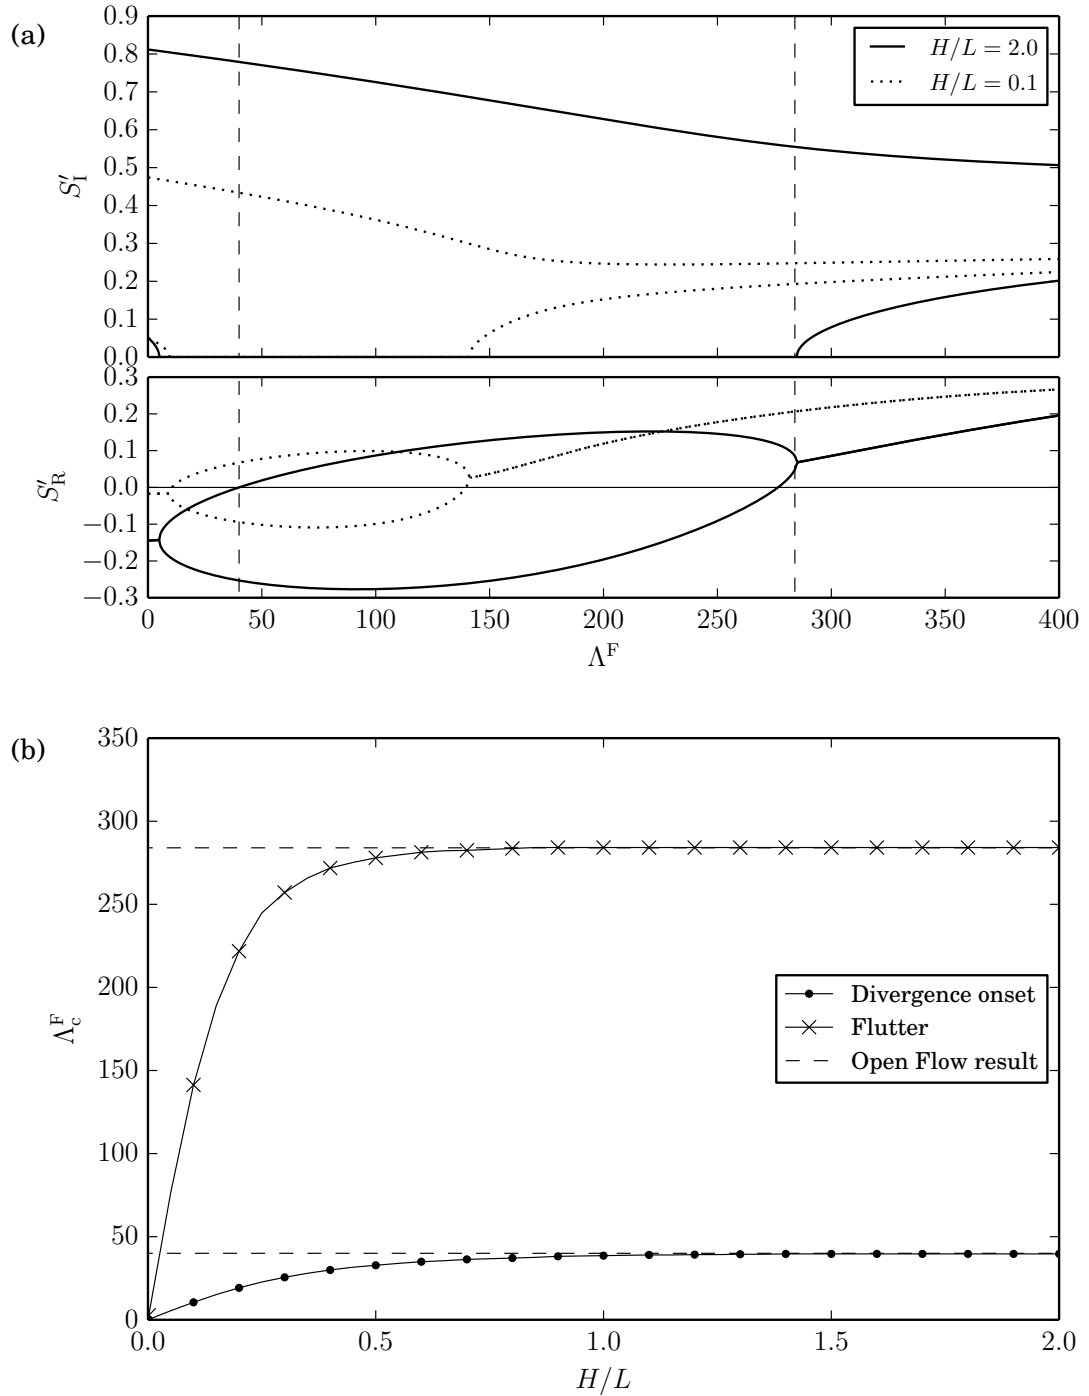 (a)
0.9
0.8
0.7
0.6
0.5
0.4
0.3
0.2
0.1
0.0
S′I
H/L = 2.0
H/L = 0.1
0.3
0.2
0.1
0.0
−0.1
−0.2
−0.3
S′R
0 50 100 150 200 250 300 350 400
Λ^F
(b)
350
300
250
200
150
100
50
0
Λ^F_c
Divergence onset
Flutter
Open Flow result
0.0 0.5 1.0 1.5 2.0
H/L